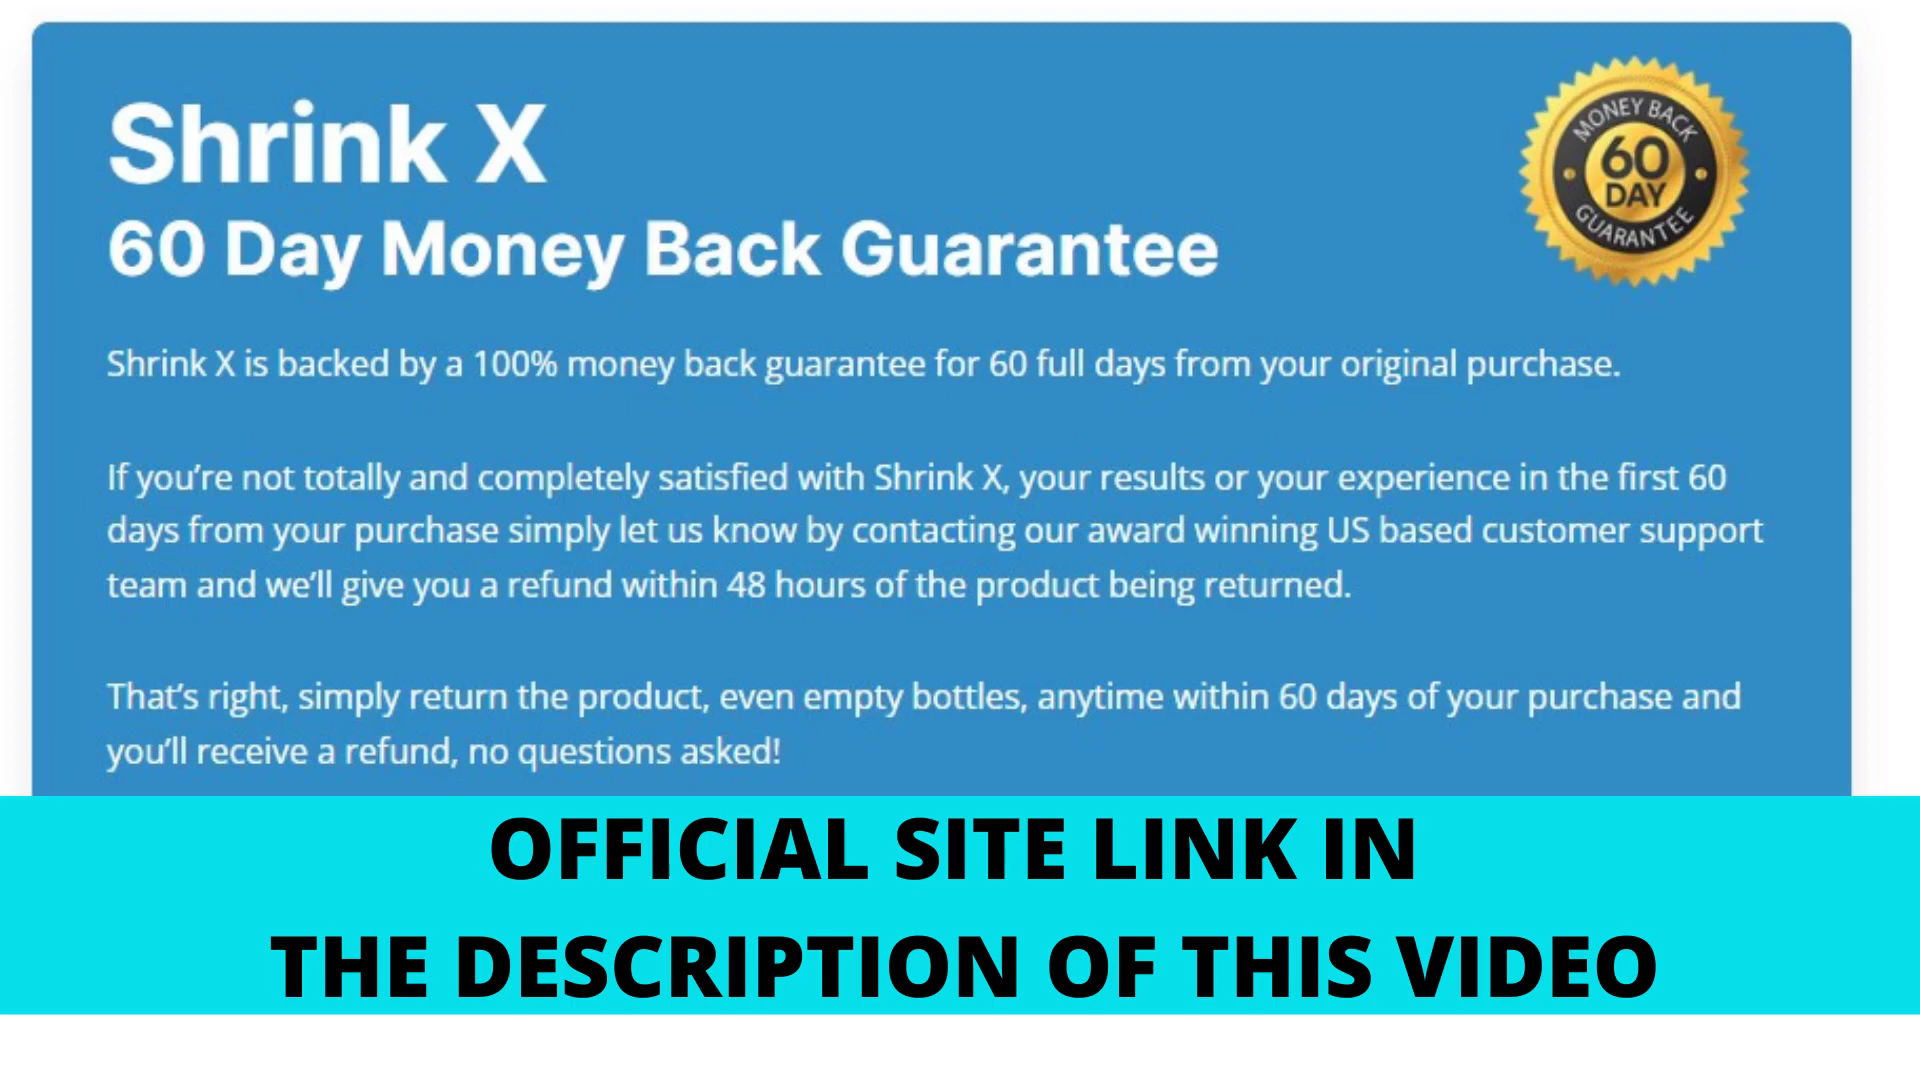 Shrink X
60 Day Money Back Guarantee
MONEY BACK
60
DAY
GUARANTEE
Shrink X is backed by a 100% money back guarantee for 60 full days from your original purchase.
If you’re not totally and completely satisfied with Shrink X, your results or your experience in the first 60
days from your purchase simply let us know by contacting our award winning US based customer support
team and we’ll give you a refund within 48 hours of the product being returned.
That’s right, simply return the product, even empty bottles, anytime within 60 days of your purchase and
you’ll receive a refund, no questions asked!
OFFICIAL SITE LINK IN
THE DESCRIPTION OF THIS VIDEO